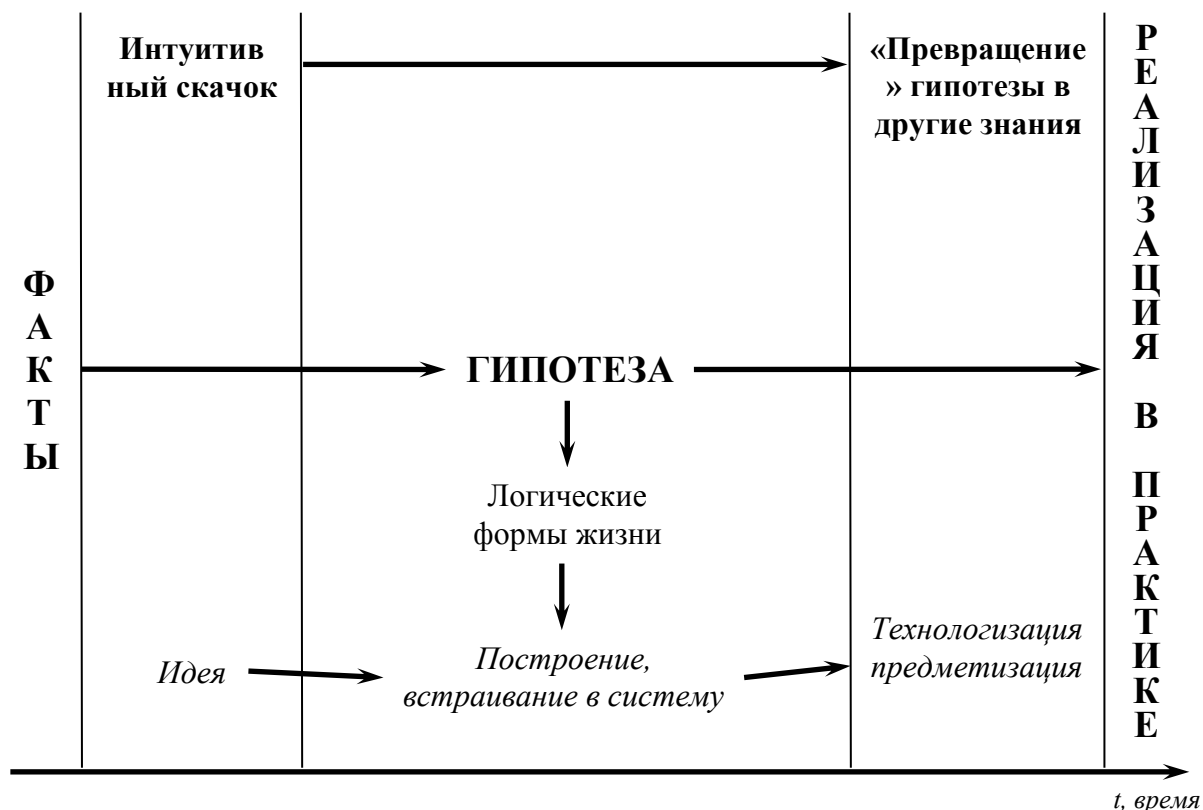 Интуитив
ный скачок
«Превращение
» гипотезы в
другие знания
Ф
А
К
Т
Ы
ГИПОТЕЗА
Логические
формы жизни
Идея
Построение,
встраивание в систему
Технологизация
предметизация
Р
Е
А
Л
И
З
А
Ц
И
Я
В
П
Р
А
К
Т
И
К
Е
t, время